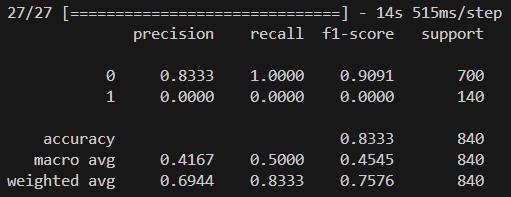 27/27 [==============================] - 14s 515ms/step
              precision    recall  f1-score   support

           0     0.8333    1.0000    0.9091       700
           1     0.0000    0.0000    0.0000       140

    accuracy                         0.8333       840
   macro avg     0.4167    0.5000    0.4545       840
weighted avg     0.6944    0.8333    0.7576       840